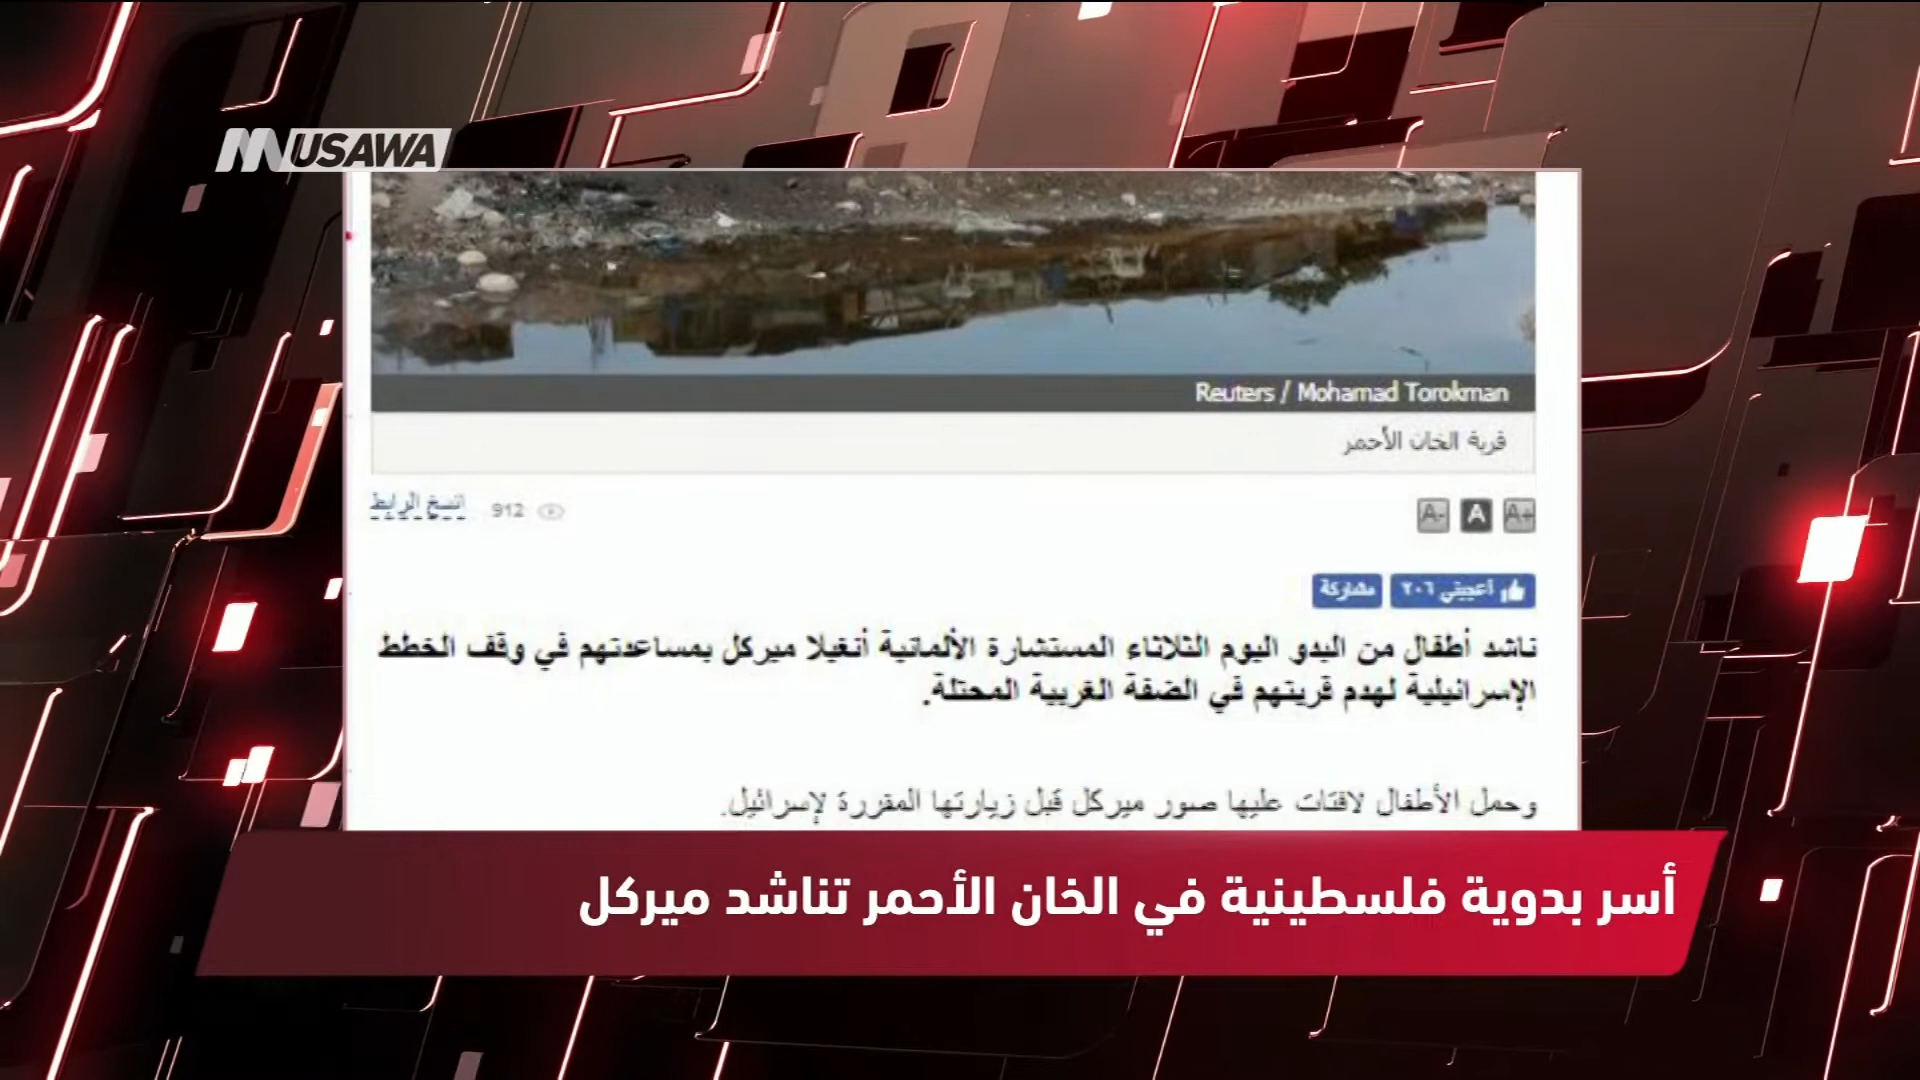 MUSAWA
Reuters / Mohamad Torokman
قرية الخان الأحمر
انسخ الرابط 912
A- A A+
أعجبني ٢٠٦ مشاركة
ناشد أطفال من البدو اليوم الثلاثاء المستشارة الألمانية أنغيلا ميركل بمساعدتهم في وقف الخطط
الإسرائيلية لهدم قريتهم في الضفة الغربية المحتلة.
وحمل الأطفال لافتات عليها صور ميركل قبل زيارتها المقررة لإسرائيل.
أسر بدوية فلسطينية في الخان الأحمر تناشد ميركل